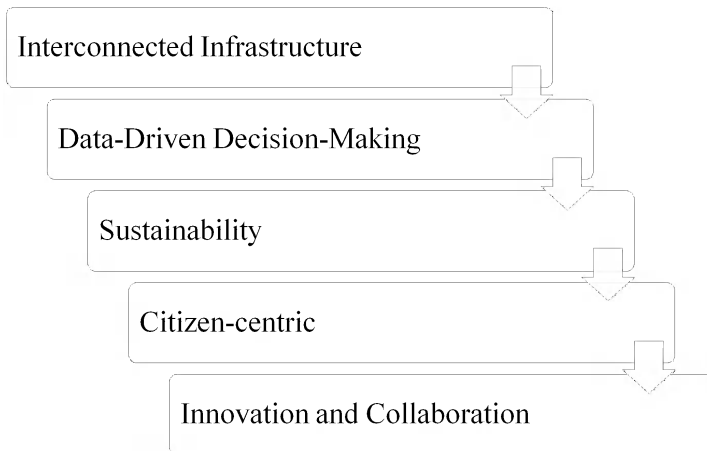 Interconnected Infrastructure
Data-Driven Decision-Making
Sustainability
Citizen-centric
Innovation and Collaboration